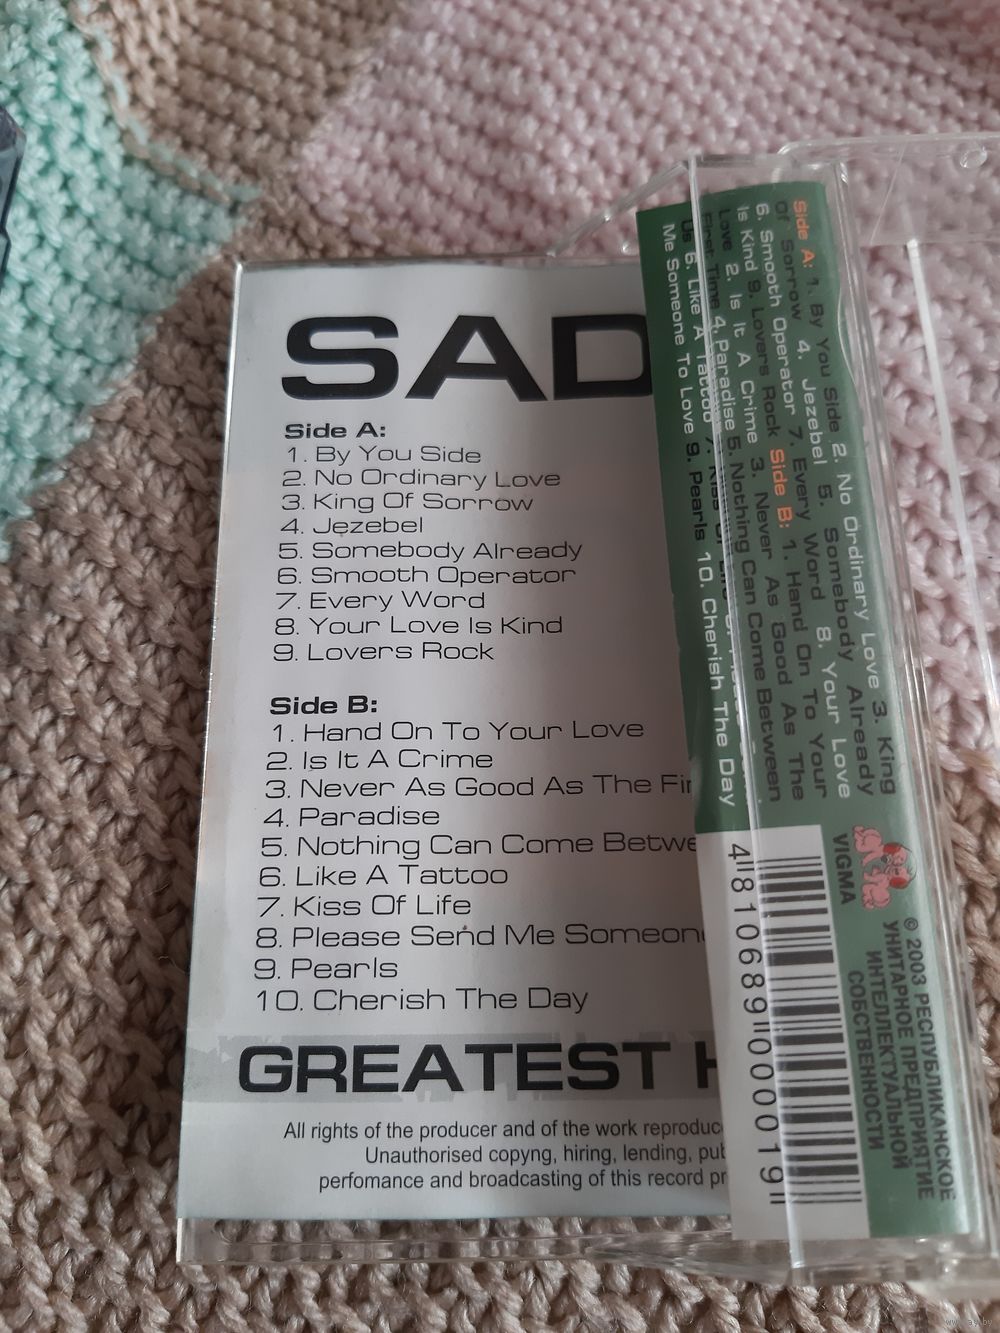 SAD
Side A:
1. By You Side
2. No Ordinary Love
3. King Of Sorrow
4. Jezebel
5. Somebody Already
6. Smooth Operator
7. Every Word
8. Your Love Is Kind
9. Lovers Rock
Side B:
1. Hand On To Your Love
2. Is It A Crime
3. Never As Good As The Fir
4. Paradise
5. Nothing Can Come Betwe
6. Like A Tattoo
7. Kiss Of Life
8. Please Send Me Someon
9. Pearls
10. Cherish The Day
GREATEST H
All rights of the producer and of the work reproduc
Unauthorised copyng, hiring, lending, pub
perfomance and broadcasting of this record pr
Side A: 1. By You Side 2. No Ordinary Love 3. King
Of Sorrow 4. Jezebel 5. Somebody Already
6. Smooth Operator 7. Every Word 8. Your Love
Is Kind 9. Lovers Rock Side B: 1. Hand On To Your
Love 2. Is It A Crime 3. Never As Good As The
First Time 4. Paradise 5. Nothing Can Come Between
Us 6. Like A Tattoo 7. Kiss
Me Someone To Love 9. Pearls 10. Cherish The Day
VIGMA
© 2003 РЕСПУБЛИКАНСКОЕ
УНИТАРНОЕ ПРЕДПРИЯТИЕ
ИНТЕЛЛЕКТУАЛЬНОЙ
СОБСТВЕННОСТИ
4 810689 000019